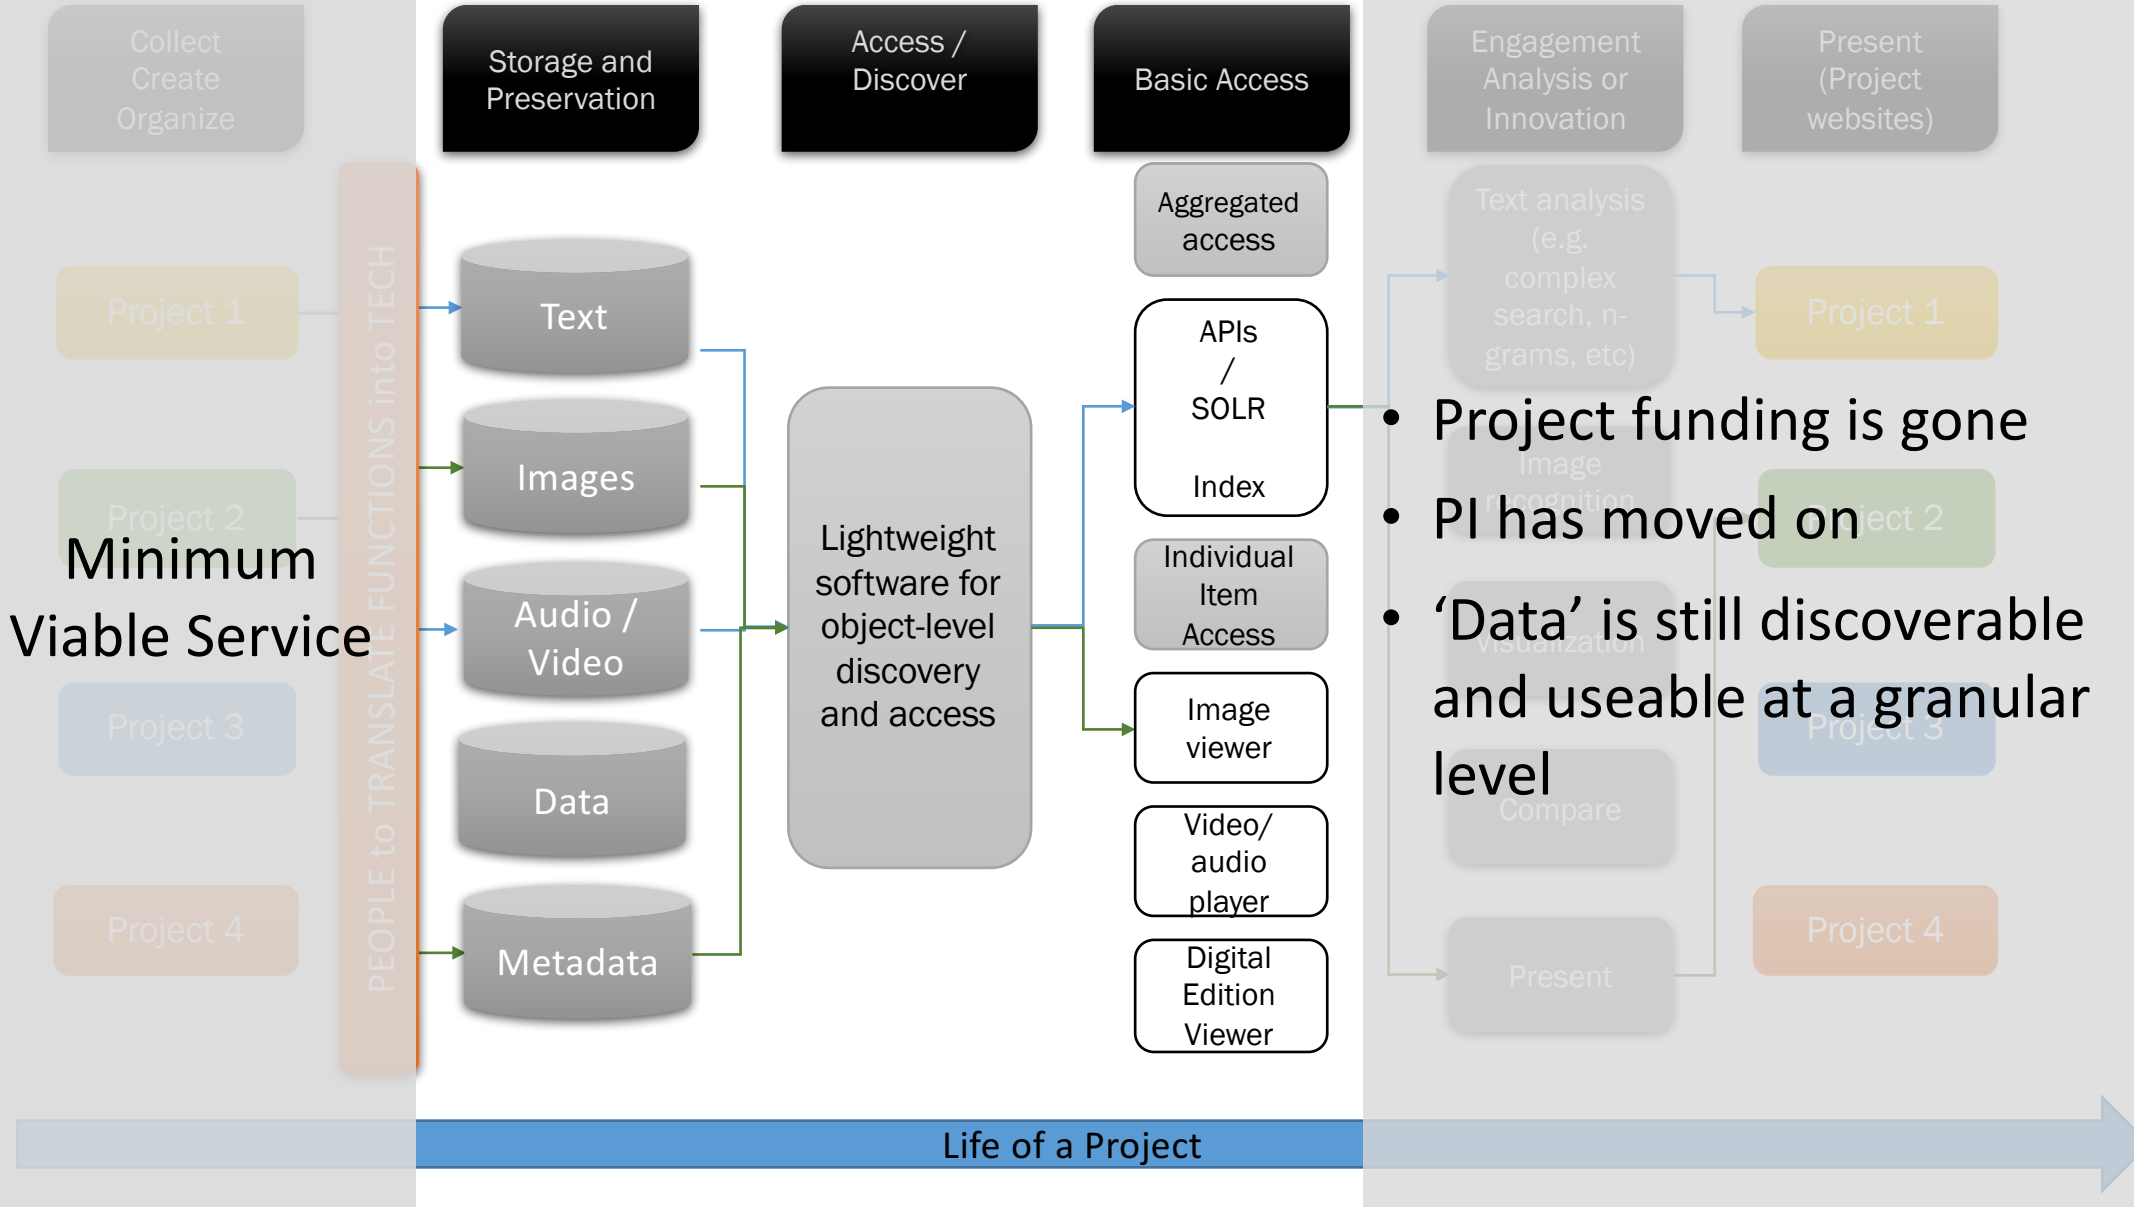 Collect
Create
Organize
Storage and
Preservation
Access /
Discover
Basic Access
Engagement
Analysis or
Innovation
Present
(Project
websites)
Project 1
Project 2
Project 3
Project 4
Minimum
Viable Service
PEOPLE to TRANSLATE FUNCTIONS into TECH
Text
Images
Audio /
Video
Data
Metadata
Lightweight
software for
object-level
discovery
and access
Aggregated
access
APIs
/
SOLR
Index
Individual
Item
Access
Image
viewer
Video/
audio
player
Digital
Edition
Viewer
Text analysis
(e.g.
complex
search, n-
grams, etc)
Image
recognition
Visualization
Compare
Present
Project 1
Project 2
Project 3
Project 4
• Project funding is gone
• PI has moved on
• ‘Data’ is still discoverable
and useable at a granular
level
Life of a Project